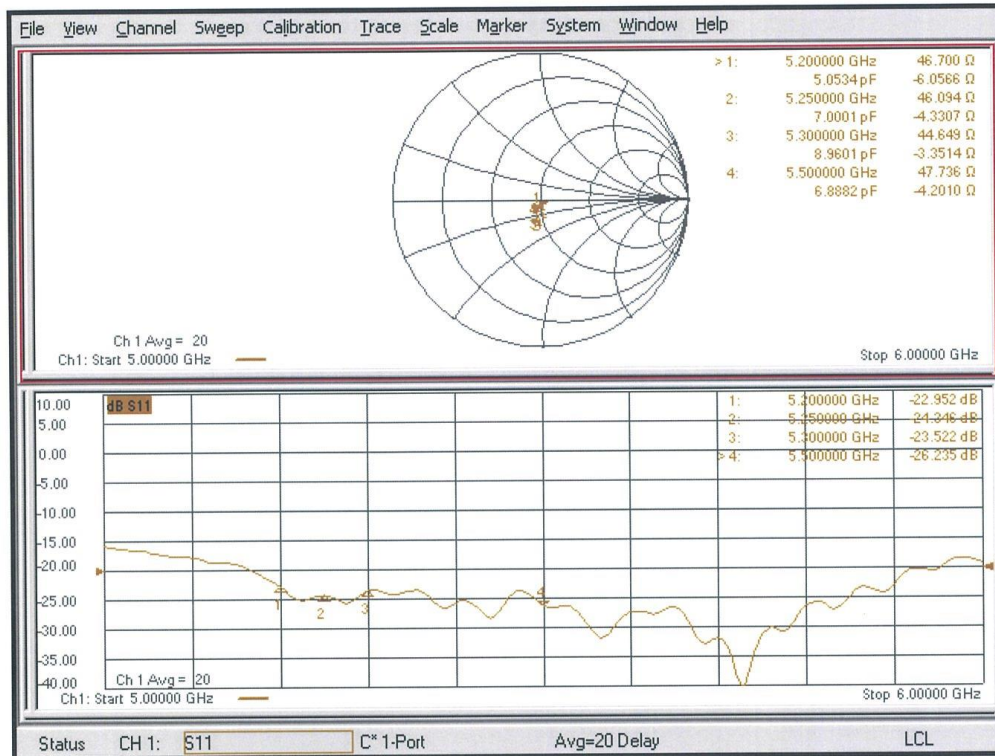 File View Channel Sweep Calibration Trace Scale Marker System Window Help
> 1: 5.200000 GHz 46.700 Ω
5.0534 pF -6.0566 Ω
2: 5.250000 GHz 46.094 Ω
7.0001 pF -4.3307 Ω
3: 5.300000 GHz 44.649 Ω
8.9601 pF -3.3514 Ω
4: 5.500000 GHz 47.736 Ω
6.8882 pF -4.2010 Ω
1
Ch 1 Avg = 20
Ch1: Start 5.00000 GHz Stop 6.00000 GHz
10.00 dB S11 1: 5.200000 GHz -22.952 dB
5.00 2: 5.250000 GHz -24.346 dB
0.00 3: 5.300000 GHz -23.522 dB
> 4: 5.500000 GHz -26.235 dB
-5.00
-10.00
-15.00
-20.00
-25.00
1 2 3 4
-30.00
-35.00
-40.00 Ch 1 Avg = 20
Ch1: Start 5.00000 GHz Stop 6.00000 GHz
Status CH 1: S11 C* 1-Port Avg=20 Delay LCL